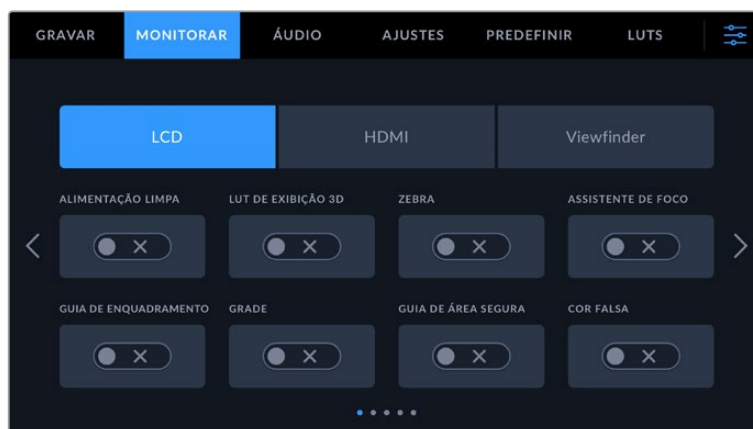 GRAVAR MONITORAR ÁUDIO AJUSTES PREDEFINIR LUTS
LCD HDMI Viewfinder
ALIMENTAÇÃO LIMPA LUT DE EXIBIÇÃO 3D ZEBRA ASSISTENTE DE FOCO
GUIA DE ENQUADRAMENTO GRADE GUIA DE ÁREA SEGURA COR FALSA